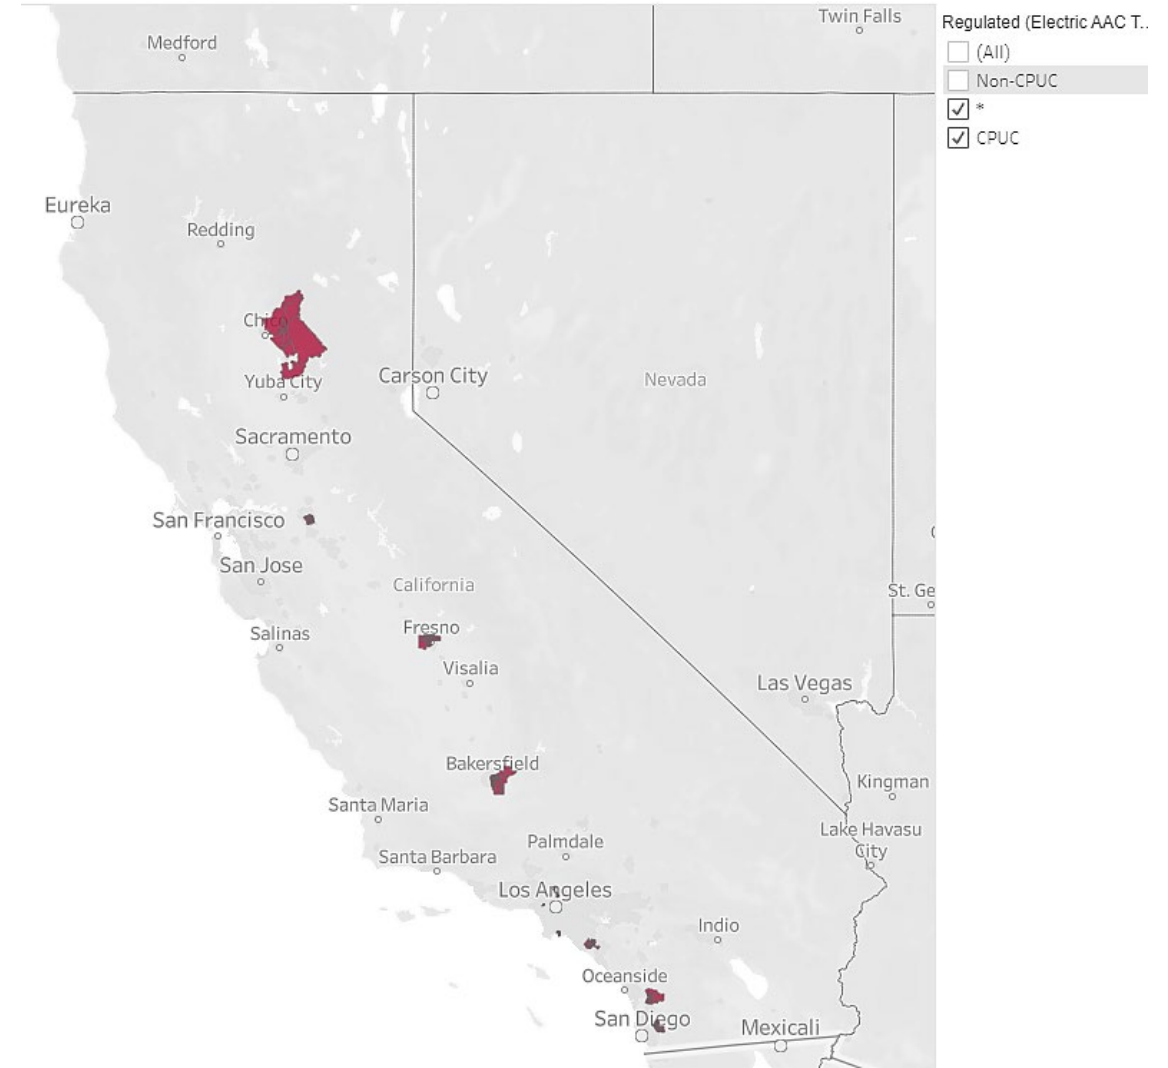 Twin Falls
Medford
Regulated (Electric AAC T..
(All)
Non-CPUC
*
CPUC
Eureka
Redding
Chico
Yuba City
Carson City
Nevada
Sacramento
San Francisco
San Jose
California
St. Ge
Salinas
Fresno
Visalia
Las Vegas
Bakersfield
Kingman
Santa Maria
Lake Havasu
City
Palmdale
Santa Barbara
Los Angeles
Indio
Oceanside
San Diego
Mexicali